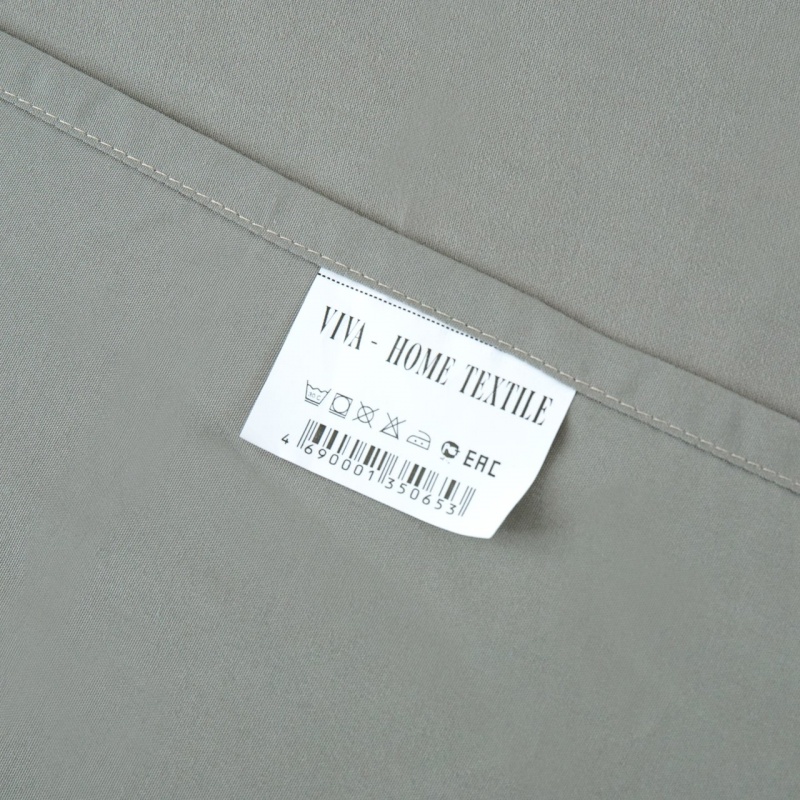 VIVA - HOME TEXTILE
EAC
4 690001 350653